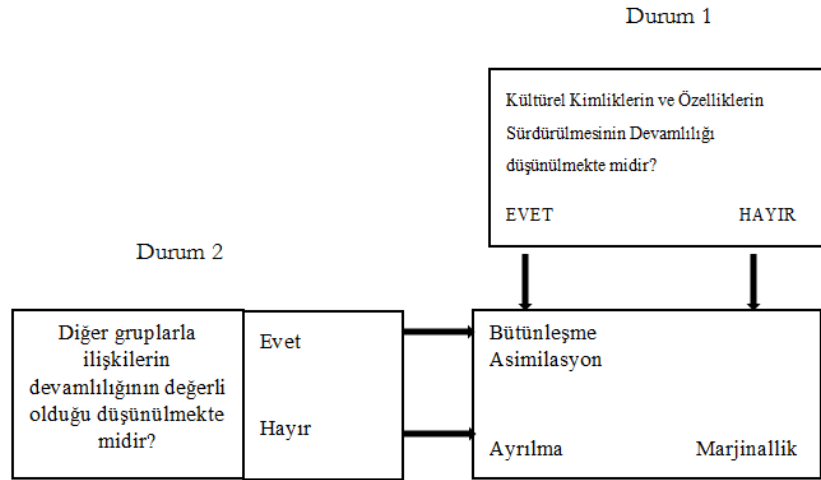 Durum 1
Kültürel Kimliklerin ve Özelliklerin
Sürdürülmesinin Devamlılığı
düşünülmekte midir?
EVET HAYIR
Durum 2
Diğer gruplarla
ilişkilerin
devamlılığının değerli
olduğu düşünülmekte
midir?
Evet
Hayır
Bütünleşme
Asimilasyon
Ayrılma Marjinallik